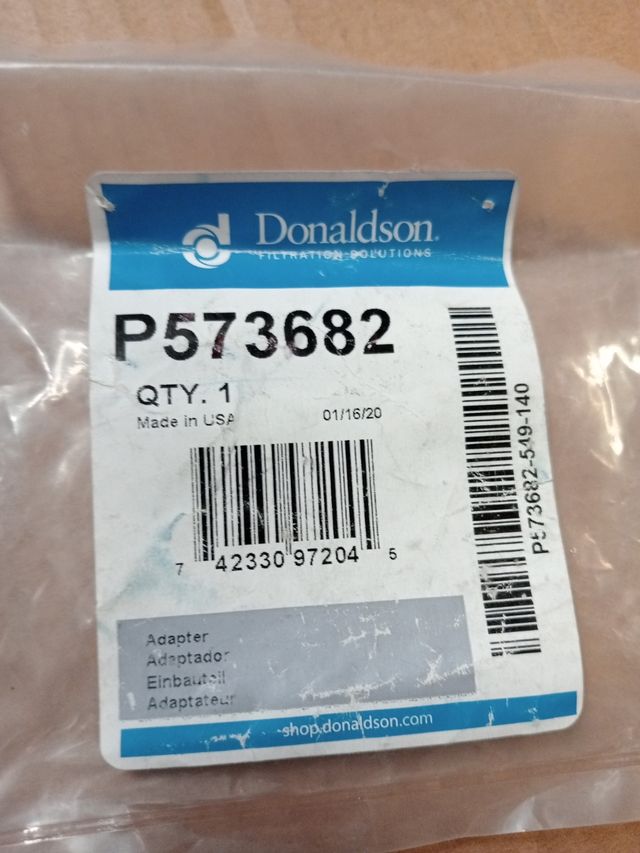 Donaldson®
FILTRATION SOLUTIONS
P573682
QTY. 1
Made in USA
01/16/20
7 42330 97204 5
P573682-549-140
Adapter
Adaptador
Einbauteil
Adaptateur
shop.donaldson.com